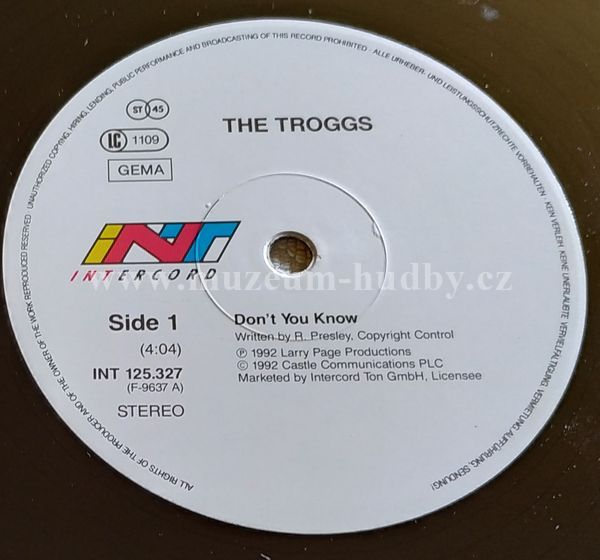 ALL RIGHTS OF THE PRODUCER AND OF THE OWNER OF THE WORK REPRODUCED RESERVED · UNAUTHORIZED COPYING, HIRING, LENDING, PUBLIC PERFORMANCE AND BROADCASTING OF THIS RECORD PROHIBITED · ALLE URHEBER- UND LEISTUNGSSCHUTZRECHTE VORBEHALTEN · KEIN VERLEIH, KEINE UNERLAUBTE VERVIELFÄLTIGUNG, VERMIETUNG, AUFFÜHRUNG, SENDUNG!
ST 45
LC 1109
GEMA
THE TROGGS
INT
INTERCORD
www.muzeum-hudby.cz
Side 1
(4:04)
INT 125.327
(F-9637 A)
STEREO
Don't You Know
Written by R. Presley, Copyright Control
℗ 1992 Larry Page Productions
© 1992 Castle Communications PLC
Marketed by Intercord Ton GmbH, Licensee